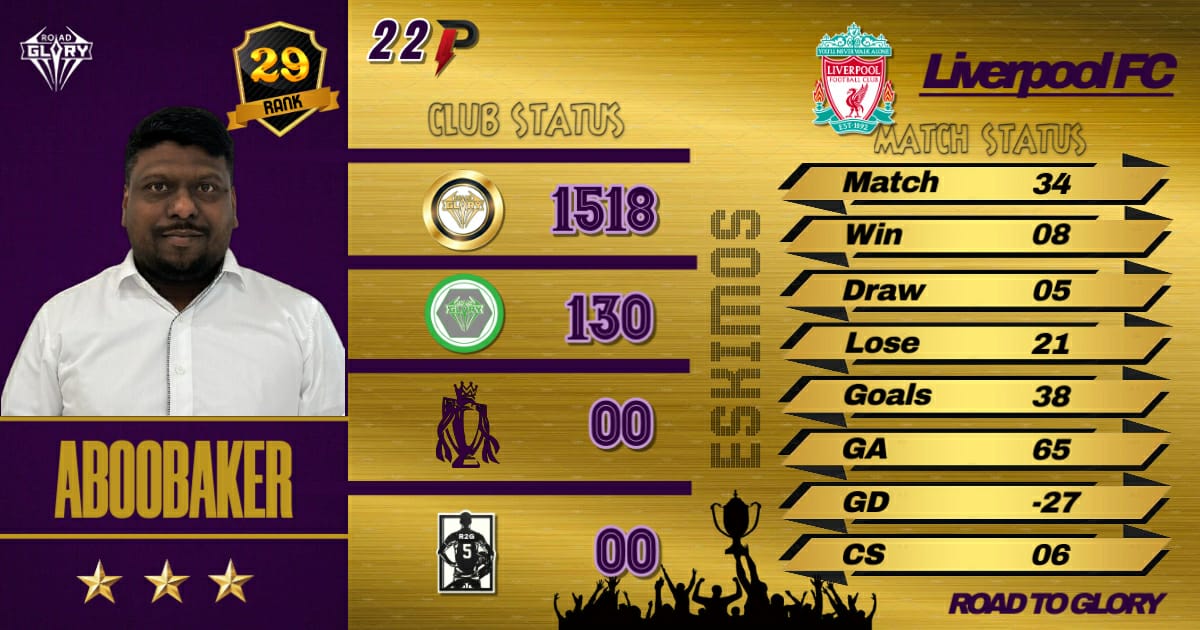 ROAD
GLORY
29
RANK
ABOOBAKER
22P
CLUB STATUS
GLORY
1518
GLORY
130
00
R2G
5
00
ESKIMOS
YOU'LL NEVER WALK ALONE
LIVERPOOL
FOOTBALL CLUB
EST·1892
Liverpool FC
MATCH STATUS
Match 34
Win 08
Draw 05
Lose 21
Goals 38
GA 65
GD -27
CS 06
ROAD TO GLORY